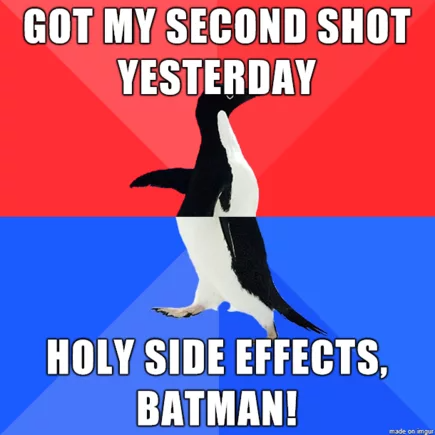 GOT MY SECOND SHOT
YESTERDAY
HOLY SIDE EFFECTS,
BATMAN!
made on imgur